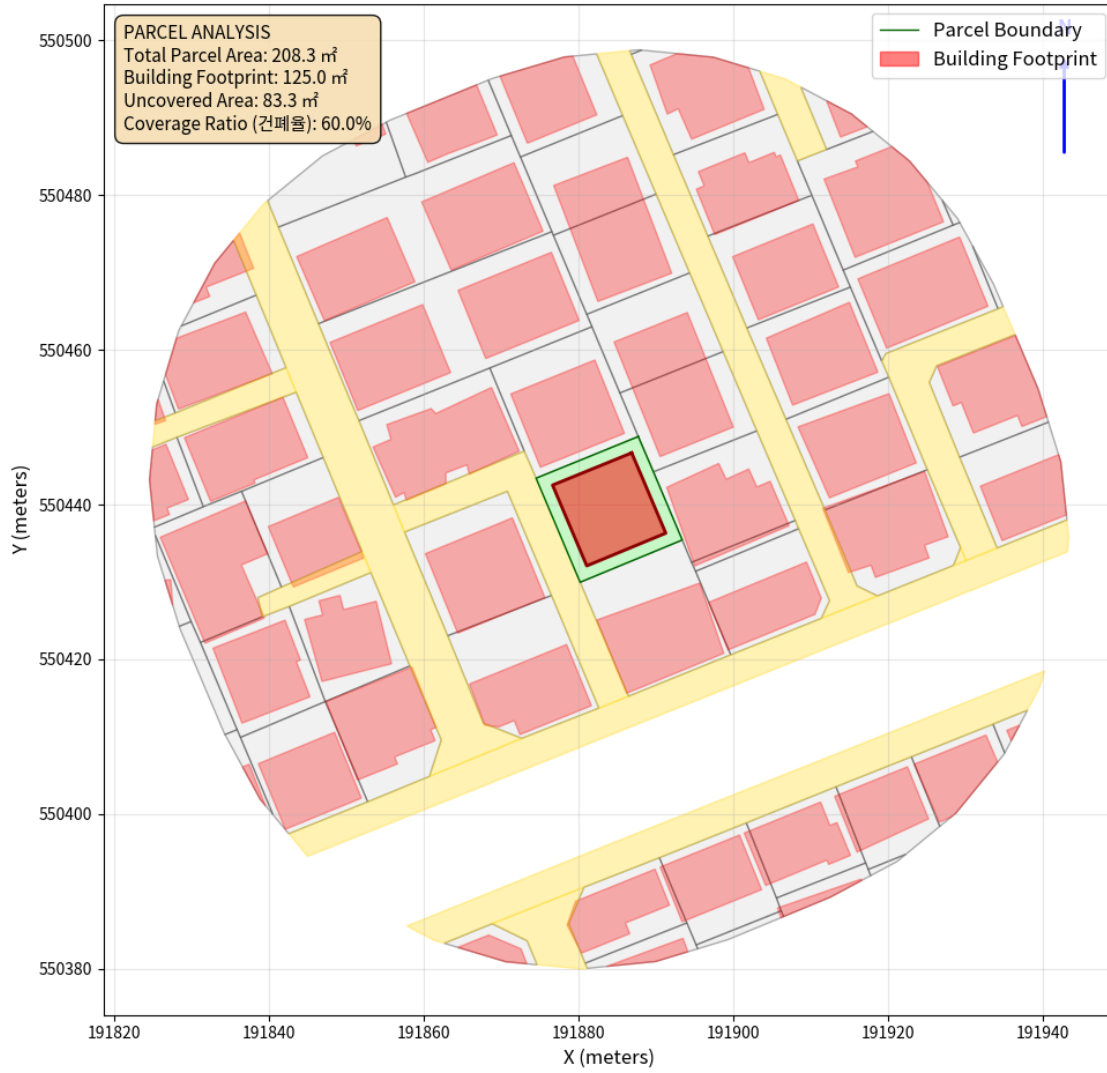 PARCEL ANALYSIS
Total Parcel Area: 208.3 ㎡
Building Footprint: 125.0 ㎡
Uncovered Area: 83.3 ㎡
Coverage Ratio (건폐율): 60.0%
Parcel Boundary
Building Footprint
550500
550480
550460
550440
550420
550400
550380
Y (meters)
191820
191840
191860
191880
191900
191920
191940
X (meters)